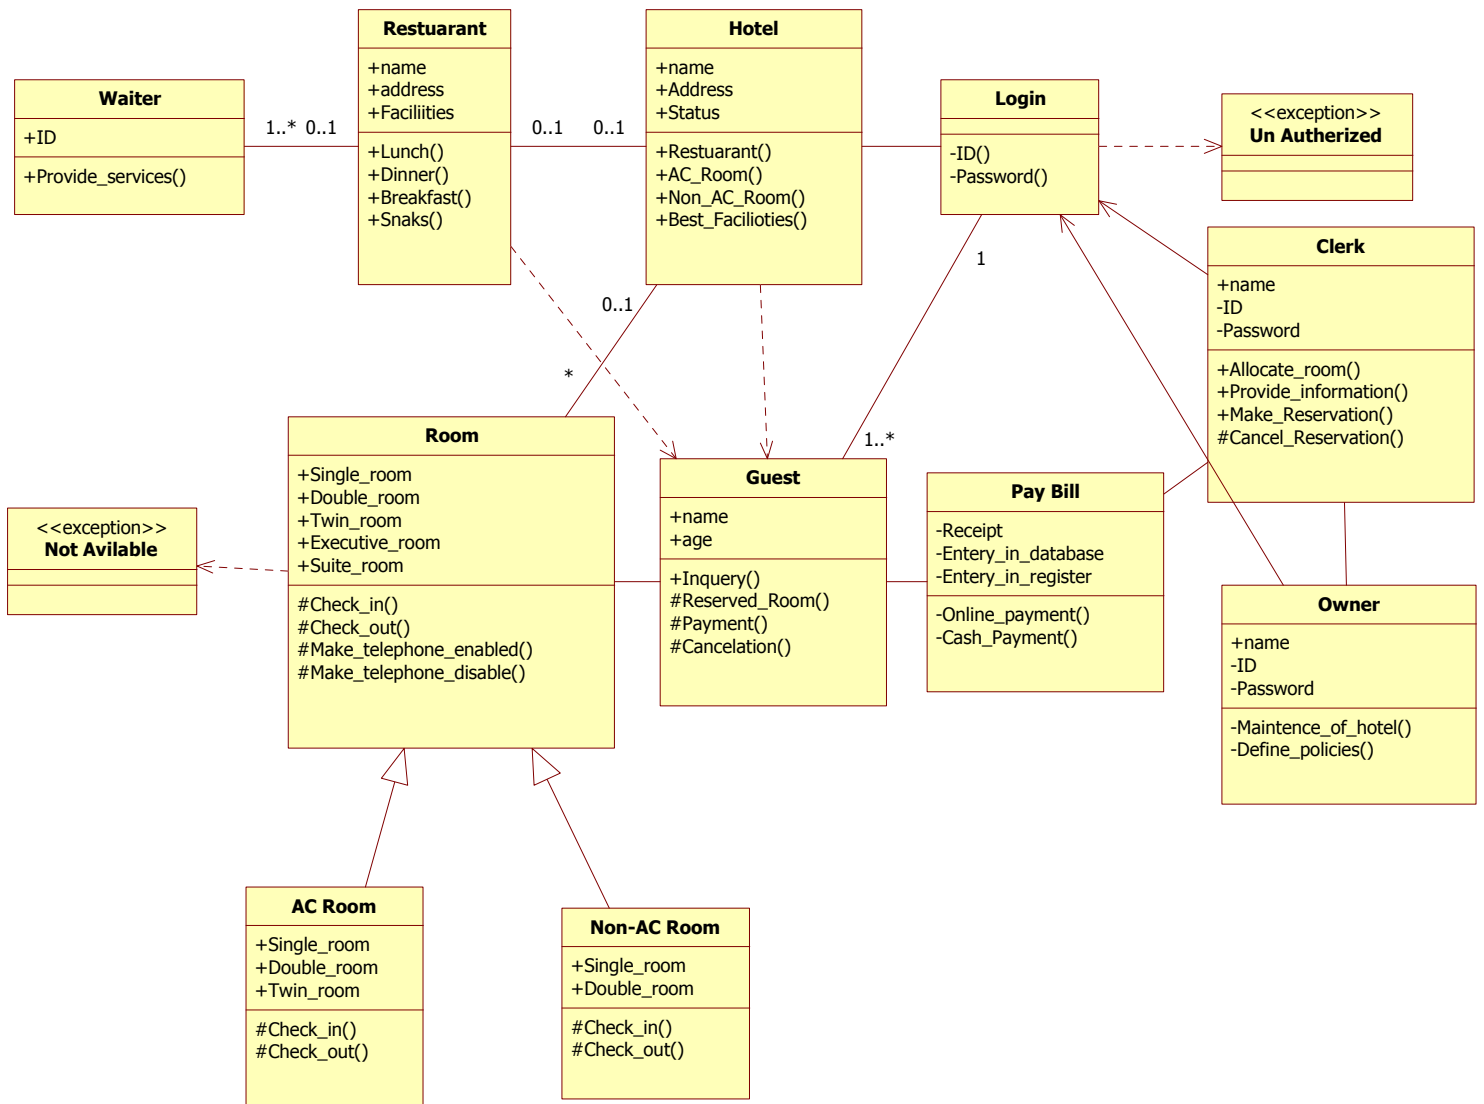 Restuarant
+name
+address
+Faciliities
+Lunch()
+Dinner()
+Breakfast()
+Snaks()
Hotel
+name
+Address
+Status
+Restuarant()
+AC_Room()
+Non_AC_Room()
+Best_Facilioties()
Waiter
+ID
+Provide_services()
1..* 0..1
0..1
0..1
Login
-ID()
-Password()
<<exception>>
Un Autherized
Clerk
+name
-ID
-Password
+Allocate_room()
+Provide_information()
+Make_Reservation()
#Cancel_Reservation()
1
0..1
*
1..*
Room
+Single_room
+Double_room
+Twin_room
+Executive_room
+Suite_room
#Check_in()
#Check_out()
#Make_telephone_enabled()
#Make_telephone_disable()
Guest
+name
+age
+Inquery()
#Reserved_Room()
#Payment()
#Cancelation()
Pay Bill
-Receipt
-Entery_in_database
-Entery_in_register
-Online_payment()
-Cash_Payment()
<<exception>>
Not Avilable
Owner
+name
-ID
-Password
-Maintence_of_hotel()
-Define_policies()
AC Room
+Single_room
+Double_room
+Twin_room
#Check_in()
#Check_out()
Non-AC Room
+Single_room
+Double_room
#Check_in()
#Check_out()